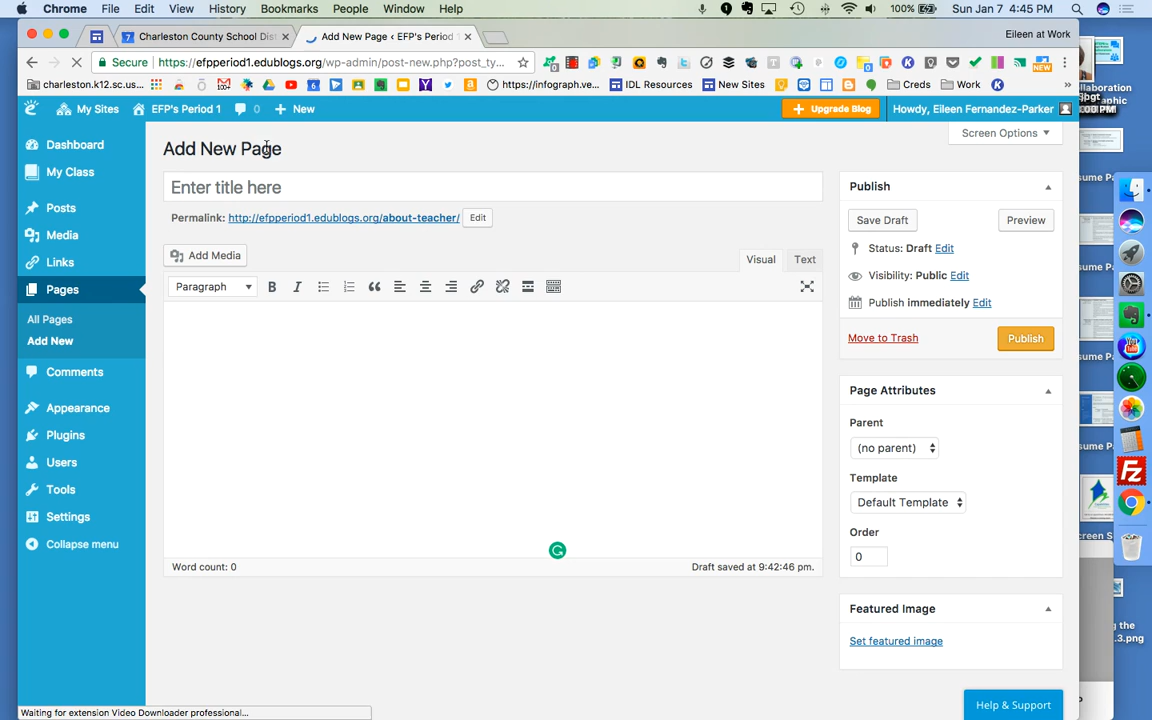 Chrome File Edit View History Bookmarks People Window Help 100% Sun Jan 7 4:45 PM
Charleston County School Dist × Add New Page ‹ EFP's Period 1 × Eileen at Work
Secure https://efpperiod1.edublogs.org/wp-admin/post-new.php?post_ty...
charleston.k12.sc.us... https://infograph.ve... IDL Resources New Sites Creds Work »
My Sites EFP's Period 1 0 + New Upgrade Blog Howdy, Eileen Fernandez-Parker
Screen Options
Dashboard
My Class
Posts
Media
Links
Pages
All Pages
Add New
Comments
Appearance
Plugins
Users
Tools
Settings
Collapse menu
Add New Page
Enter title here
Permalink: http://efpperiod1.edublogs.org/about-teacher/ Edit
Add Media
Visual Text
Paragraph B I
Word count: 0 Draft saved at 9:42:46 pm.
Publish
Save Draft Preview
Status: Draft Edit
Visibility: Public Edit
Publish immediately Edit
Move to Trash Publish
Page Attributes
Parent
(no parent)
Template
Default Template
Order
0
Featured Image
Set featured image
Help & Support
Waiting for extension Video Downloader professional...